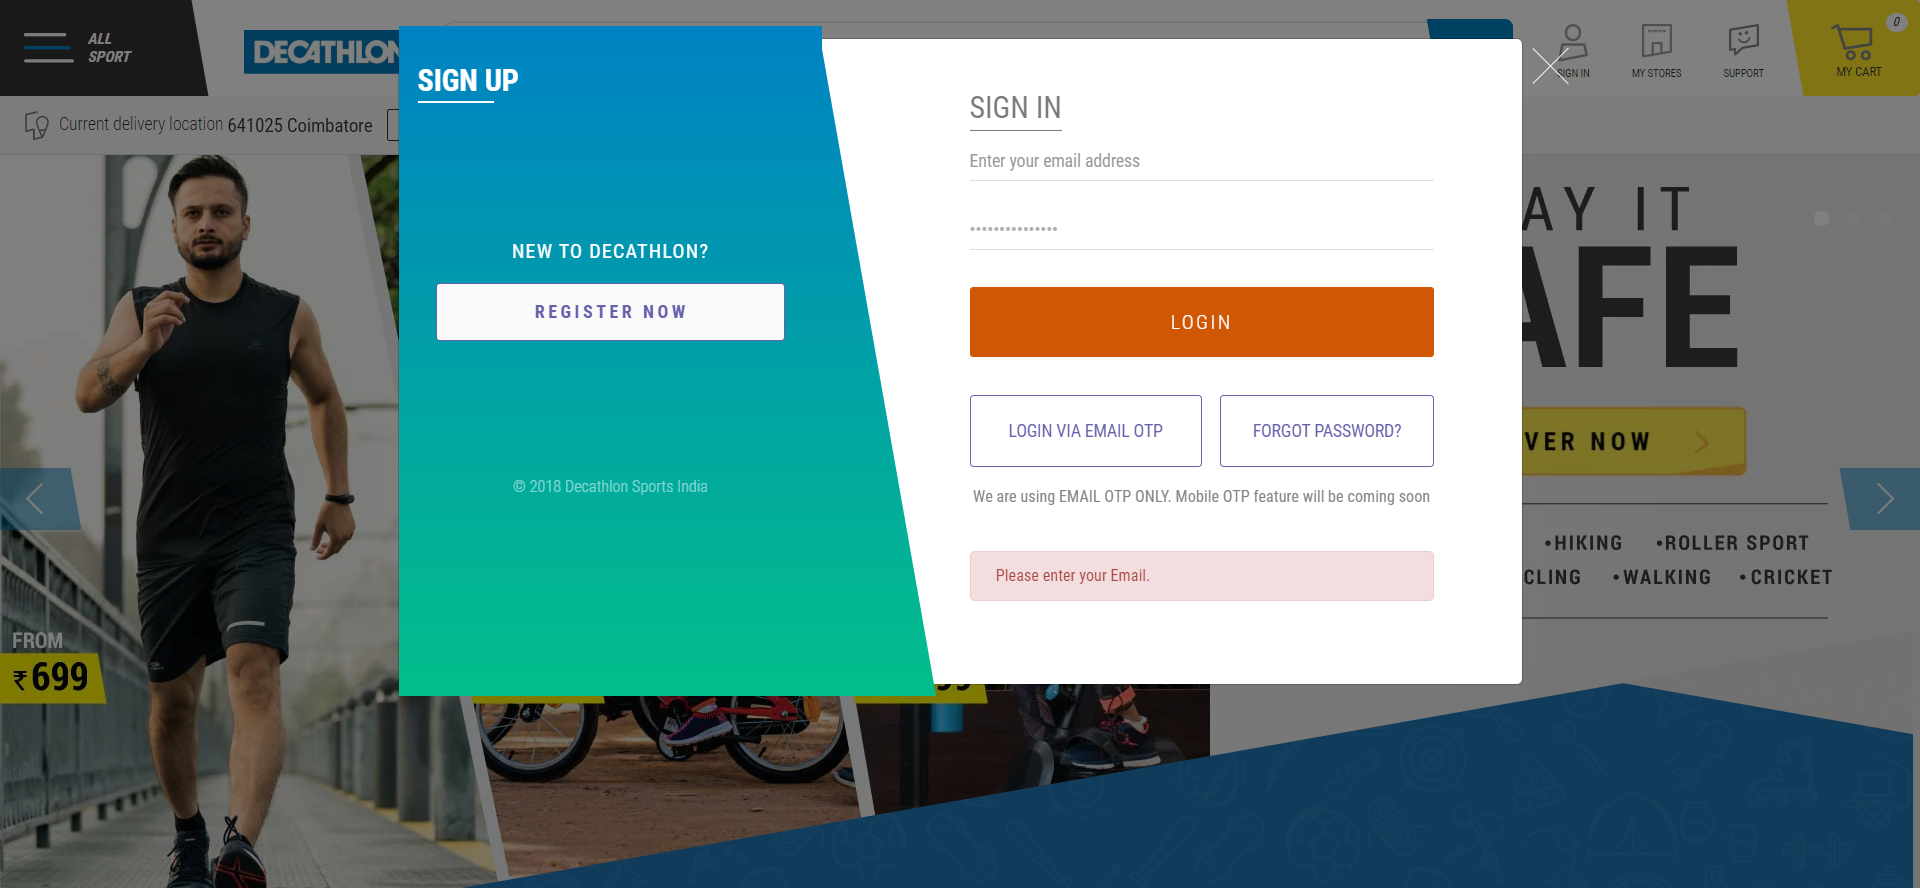 ALL
SPORT
DECATHLON
SIGN IN
MY STORES
SUPPORT
0
MY CART
Current delivery location 641025 Coimbatore
SIGN UP
NEW TO DECATHLON?
REGISTER NOW
© 2018 Decathlon Sports India
SIGN IN
Enter your email address
LOGIN
LOGIN VIA EMAIL OTP
FORGOT PASSWORD?
We are using EMAIL OTP ONLY. Mobile OTP feature will be coming soon
Please enter your Email.
AY IT
AFE
VER NOW
•HIKING •ROLLER SPORT
CLING •WALKING •CRICKET
FROM
₹699
99